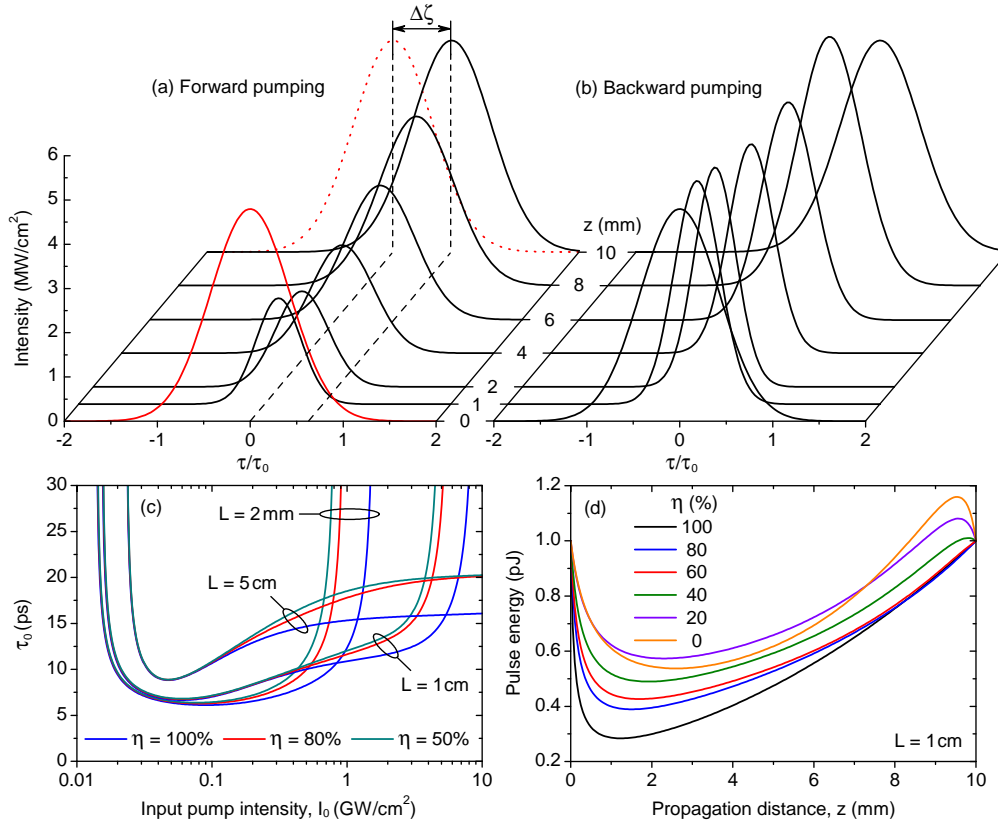 Δζ
(a) Forward pumping
(b) Backward pumping
Intensity (MW/cm²)
6
5
4
3
2
1
0
z (mm)
10
8
6
4
2
1
0
-2 -1 0 1 2
τ/τ₀
-2 -1 0 1 2
τ/τ₀
(c)
τ₀ (ps)
30
25
20
15
10
5
0
L = 2 mm
L = 5 cm
L = 1 cm
η = 100% η = 80% η = 50%
0.01 0.1 1 10
Input pump intensity, I₀ (GW/cm²)
(d)
Pulse energy (pJ)
1.2
1.0
0.8
0.6
0.4
0.2
η (%)
100
80
60
40
20
0
L = 1 cm
0 2 4 6 8 10
Propagation distance, z (mm)